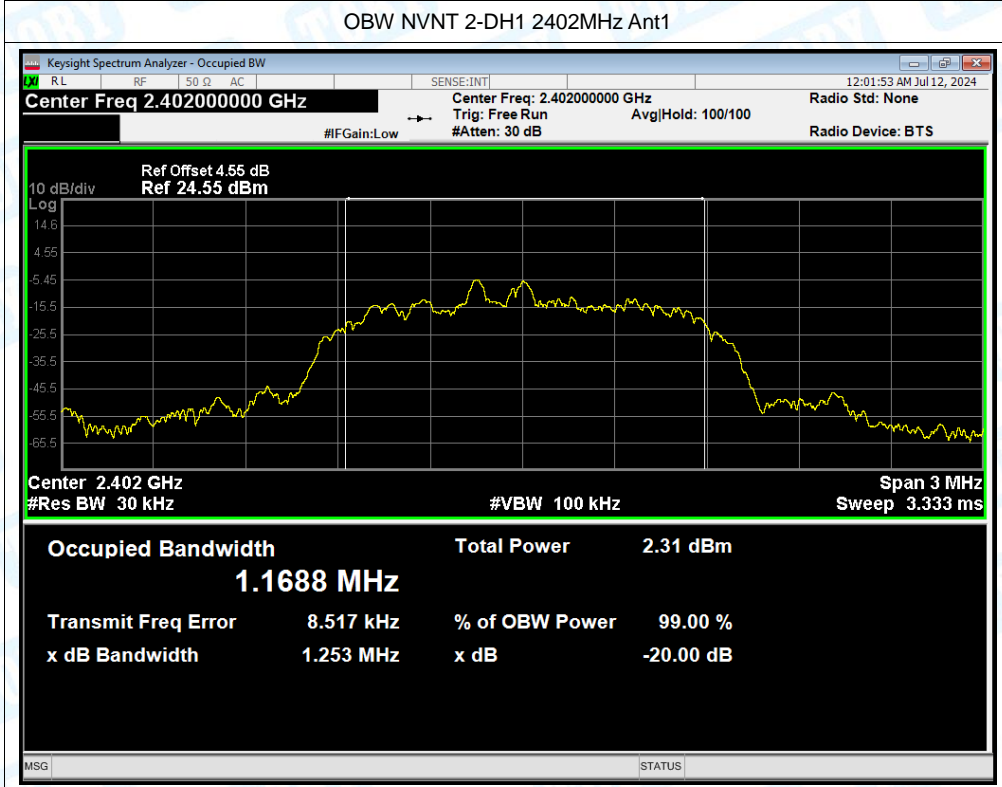 OBW NVNT 2-DH1 2402MHz Ant1
Keysight Spectrum Analyzer - Occupied BW
LXI RL RF 50 Ω AC SENSE:INT 12:01:53 AM Jul 12, 2024
Center Freq 2.402000000 GHz Center Freq: 2.402000000 GHz Radio Std: None
Trig: Free Run Avg|Hold: 100/100
#IFGain:Low #Atten: 30 dB Radio Device: BTS
Ref Offset 4.55 dB
10 dB/div Ref 24.55 dBm
Log
14.6
4.55
-5.45
-15.5
-25.5
-35.5
-45.5
-55.5
-65.5
Center 2.402 GHz Span 3 MHz
#Res BW 30 kHz #VBW 100 kHz Sweep 3.333 ms
Occupied Bandwidth Total Power 2.31 dBm
1.1688 MHz
Transmit Freq Error 8.517 kHz % of OBW Power 99.00 %
x dB Bandwidth 1.253 MHz x dB -20.00 dB
MSG STATUS